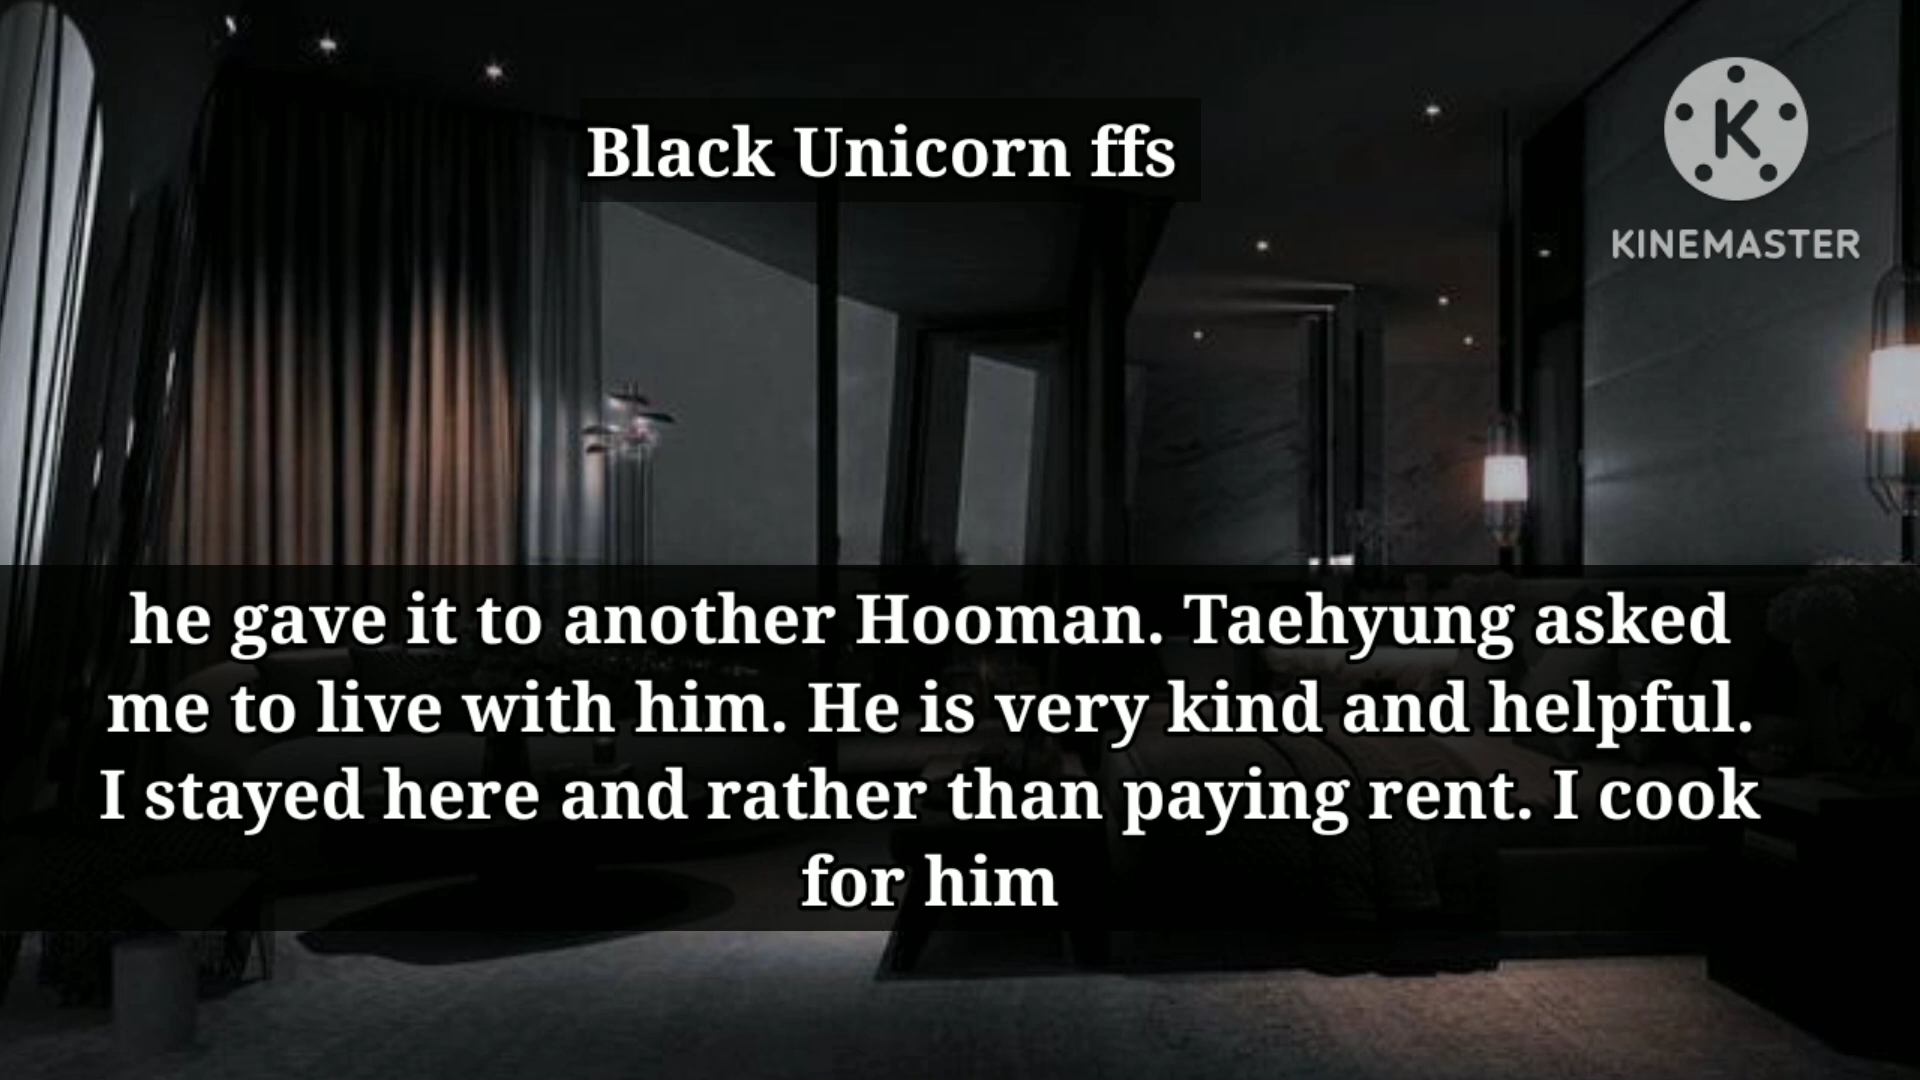 Black Unicorn ffs
K
KINEMASTER
he gave it to another Hooman. Taehyung asked
me to live with him. He is very kind and helpful.
I stayed here and rather than paying rent. I cook
for him